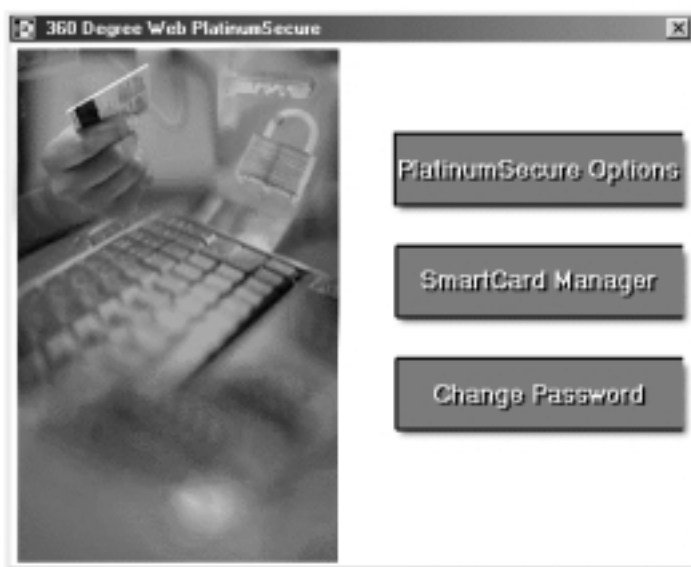 360 Degree Web PlatinumSecure
PlatinumSecure Options
SmartCard Manager
Change Password